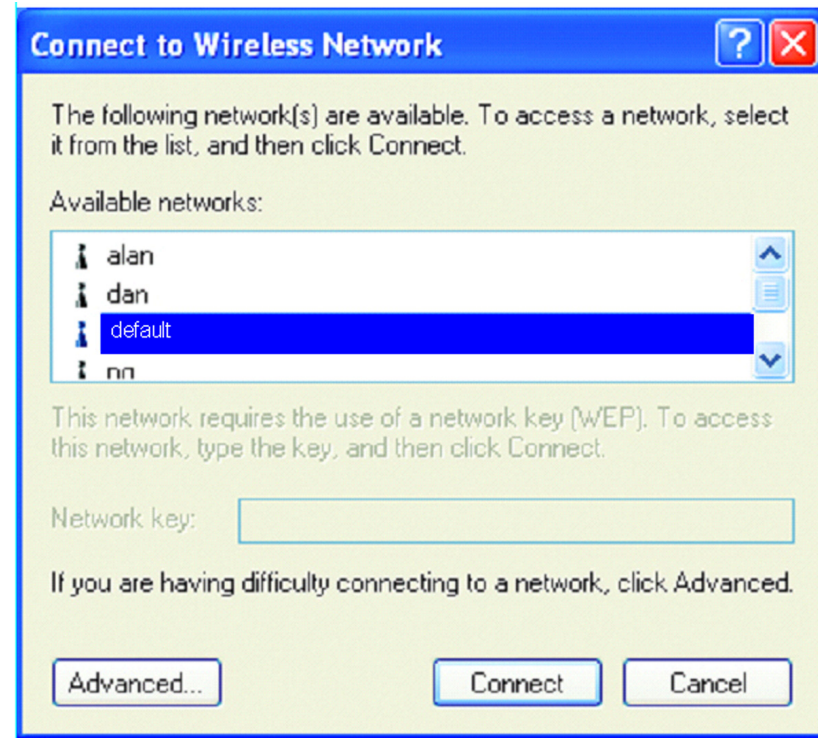 Connect to Wireless Network
The following network(s) are available. To access a network, select
it from the list, and then click Connect.
Available networks:
alan
dan
default
This network requires the use of a network key (WEP). To access
this network, type the key, and then click Connect.
Network key:
If you are having difficulty connecting to a network, click Advanced.
Advanced...
Connect
Cancel